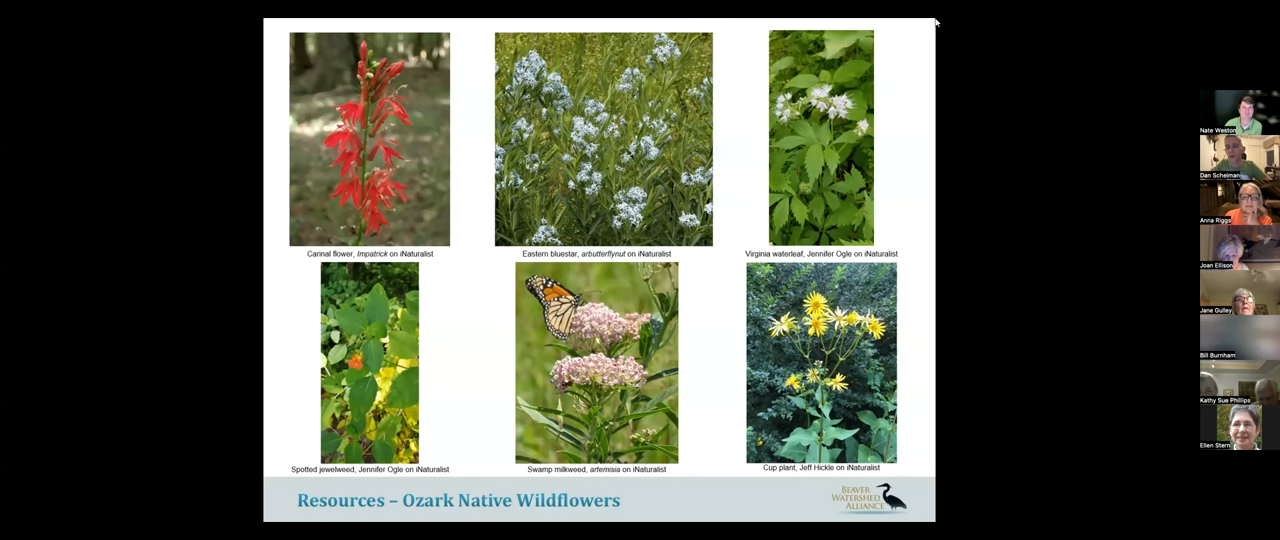 Carinal flower, Impatrick on iNaturalist
Eastern bluestar, arbutterflynut on iNaturalist
Virginia waterleaf, Jennifer Ogle on iNaturalist
Spotted jewelweed, Jennifer Ogle on iNaturalist
Swamp milkweed, artemisia on iNaturalist
Cup plant, Jeff Hickle on iNaturalist
Resources – Ozark Native Wildflowers
BEAVER
WATERSHED
ALLIANCE
Nate Weston
Dan Scheiman
Anna Riggs
Joan Ellison
Jane Gulley
Bill Burnham
Kathy Sue Phillips
Ellen Stern